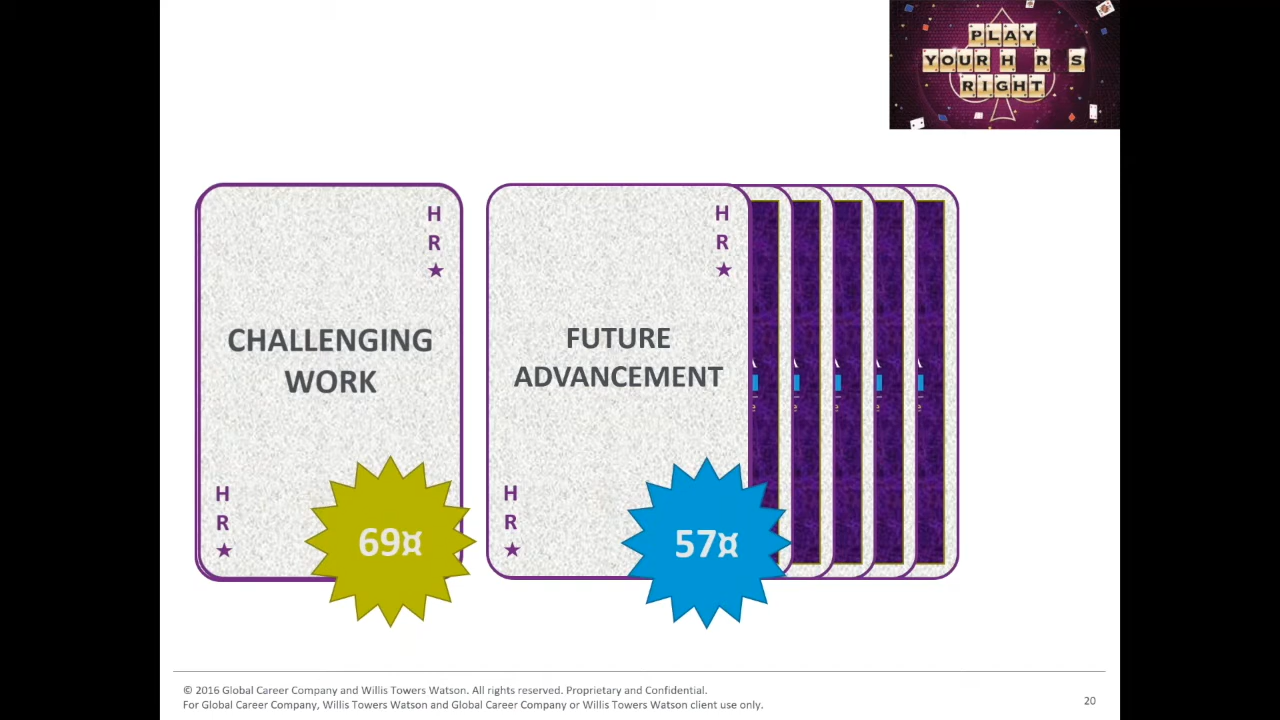 PLAY
YOUR H R S
RIGHT
H
R
★
CHALLENGING
WORK
H
R
★
69¤
H
R
★
FUTURE
ADVANCEMENT
H
R
★
57¤
© 2016 Global Career Company and Willis Towers Watson. All rights reserved. Proprietary and Confidential.
For Global Career Company, Willis Towers Watson and Global Career Company or Willis Towers Watson client use only.
20